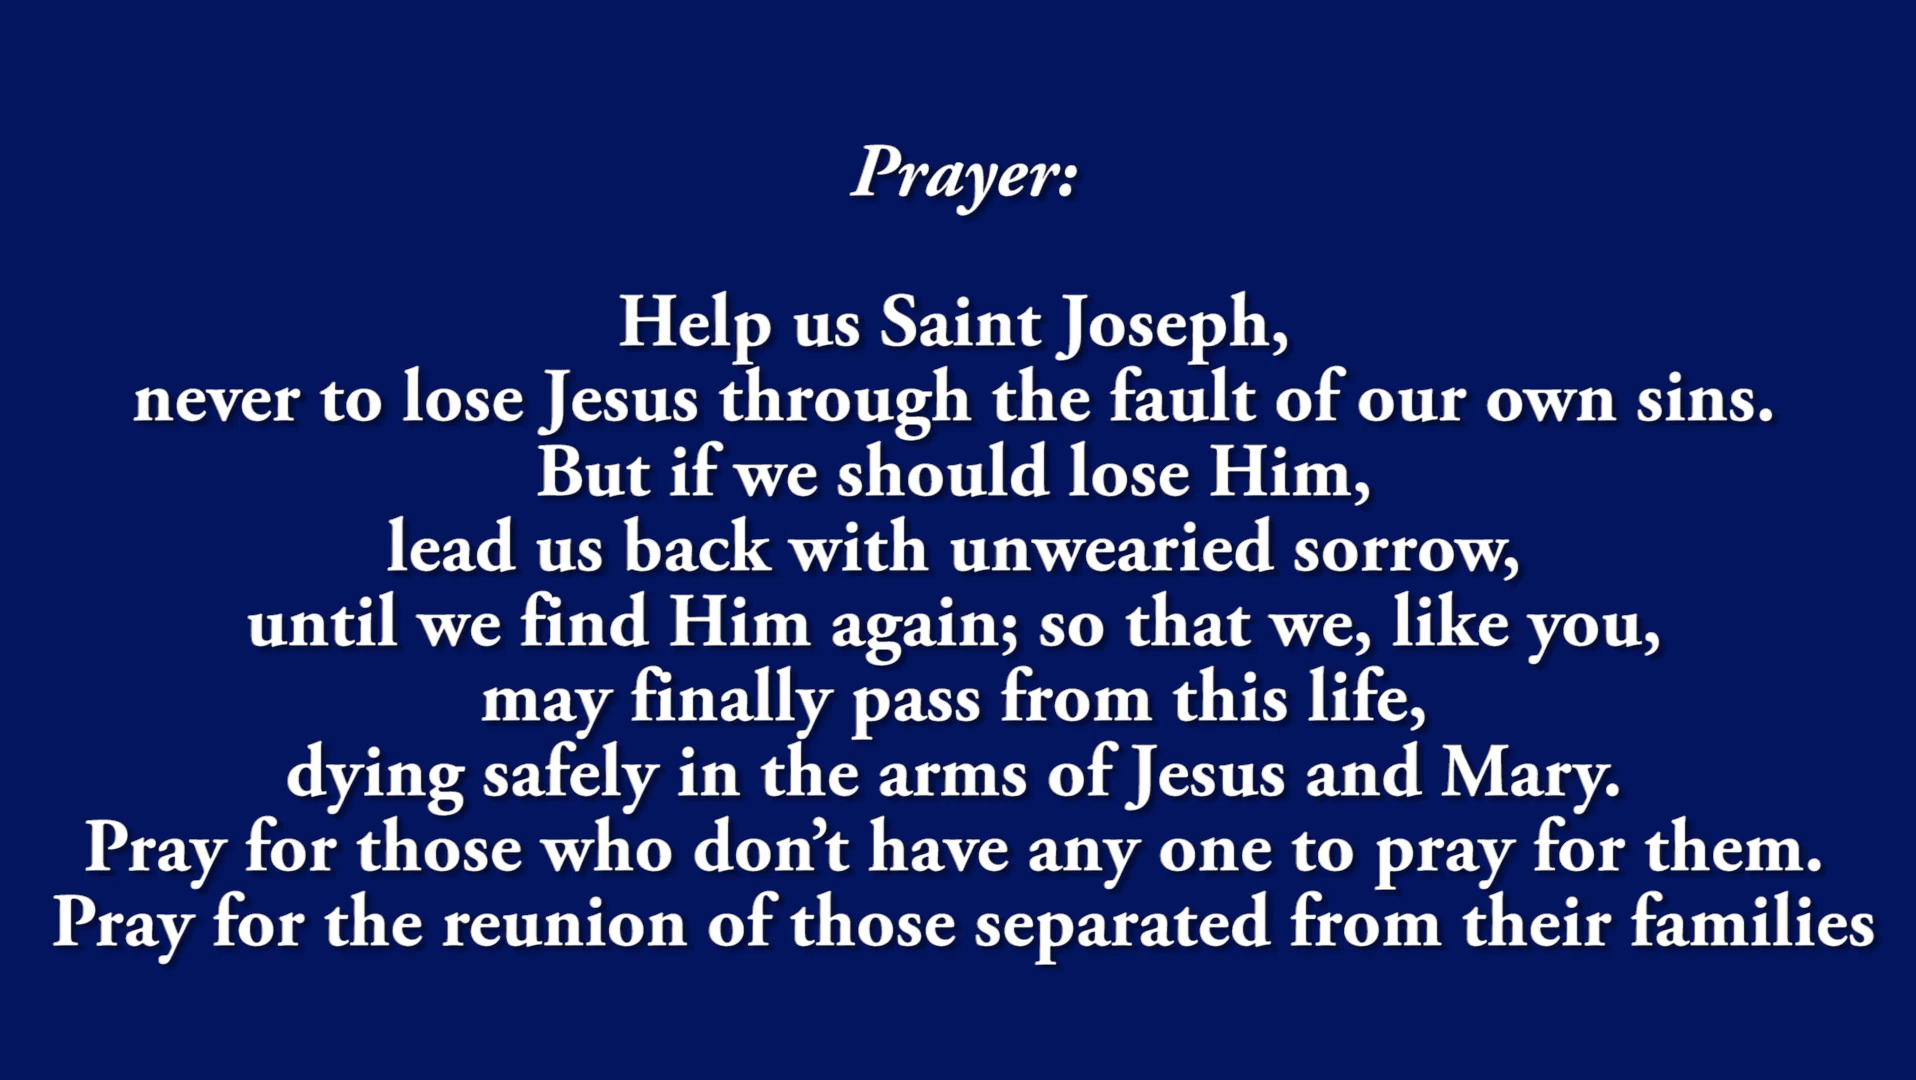 Prayer:
Help us Saint Joseph,
never to lose Jesus through the fault of our own sins.
But if we should lose Him,
lead us back with unwearied sorrow,
until we find Him again; so that we, like you,
may finally pass from this life,
dying safely in the arms of Jesus and Mary.
Pray for those who don’t have any one to pray for them.
Pray for the reunion of those separated from their families